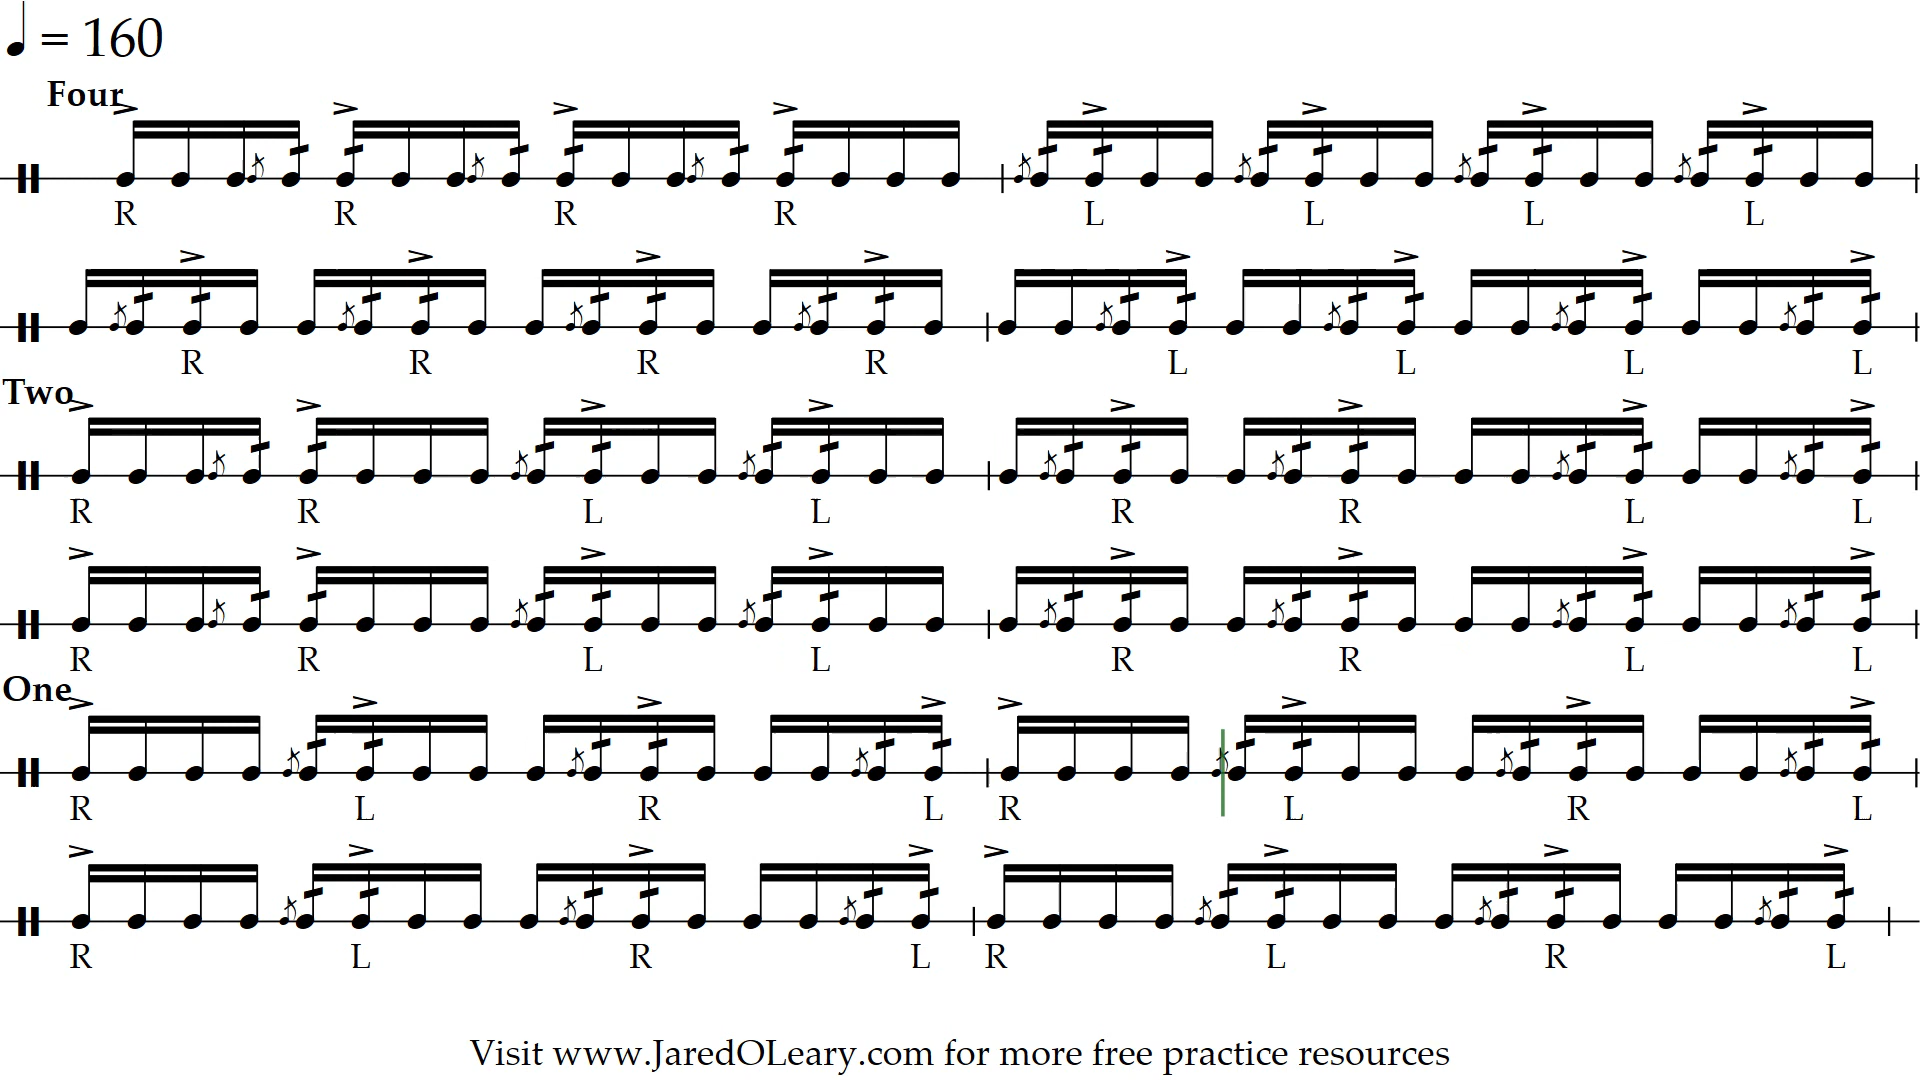 = 160
Four
R R R R L L L L
R R R R L L L L
Two
R R L L R R L L
R R L L R R L L
One
R L R L R L R L
R L R L R L R L
Visit www.JaredOLeary.com for more free practice resources